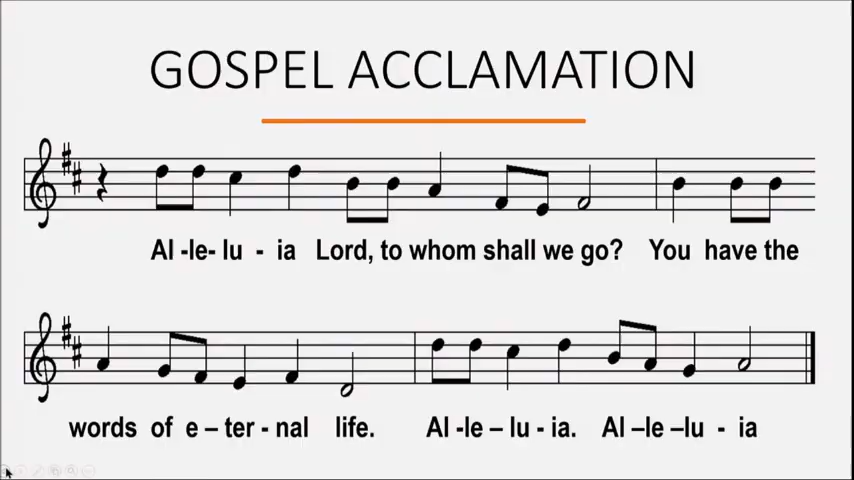 GOSPEL ACCLAMATION
Al -le- lu - ia Lord, to whom shall we go? You have the
words of e – ter - nal life. Al -le – lu - ia. Al –le –lu - ia